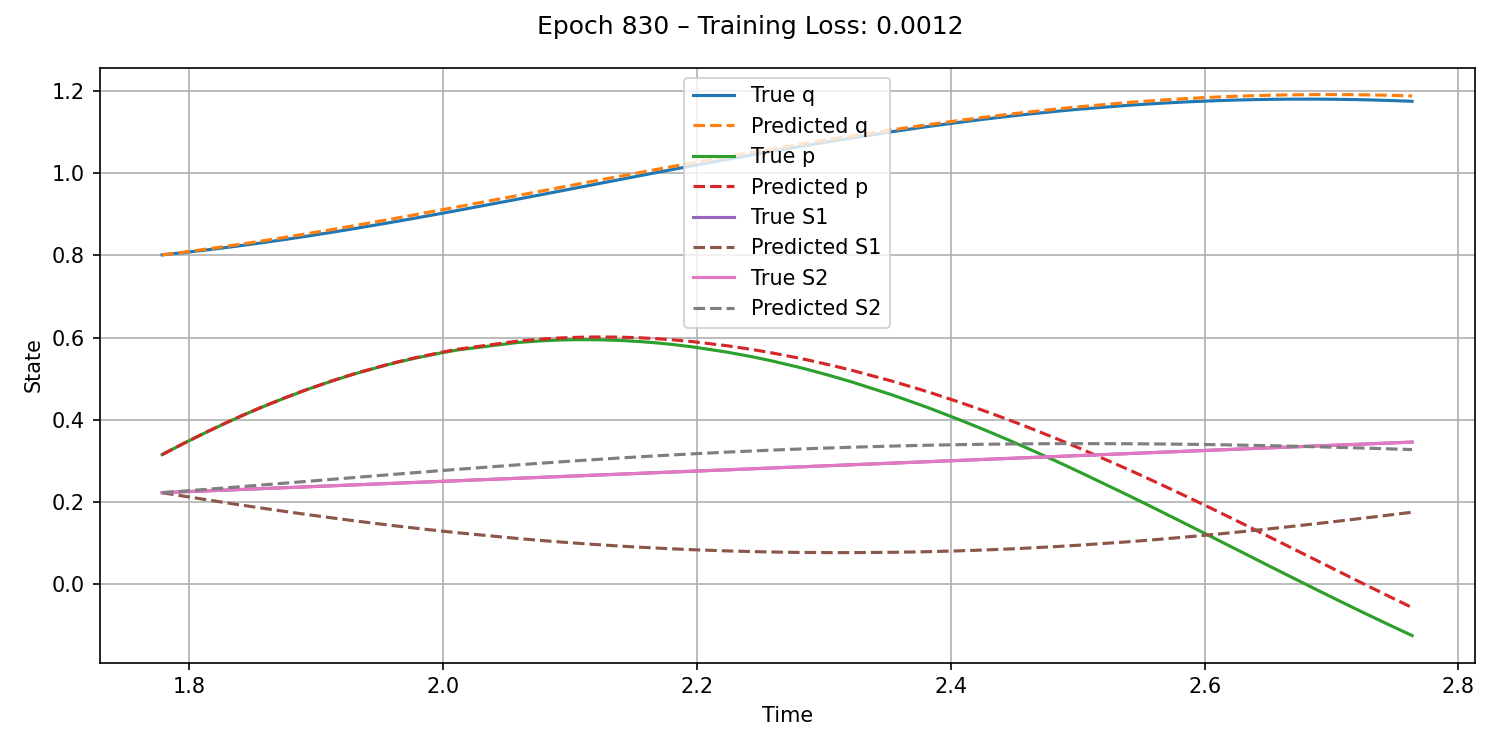 Epoch 830 – Training Loss: 0.0012
1.2
1.0
0.8
0.6
0.4
0.2
0.0
State
True q
Predicted q
True p
Predicted p
True S1
Predicted S1
True S2
Predicted S2
1.8 2.0 2.2 2.4 2.6 2.8
Time